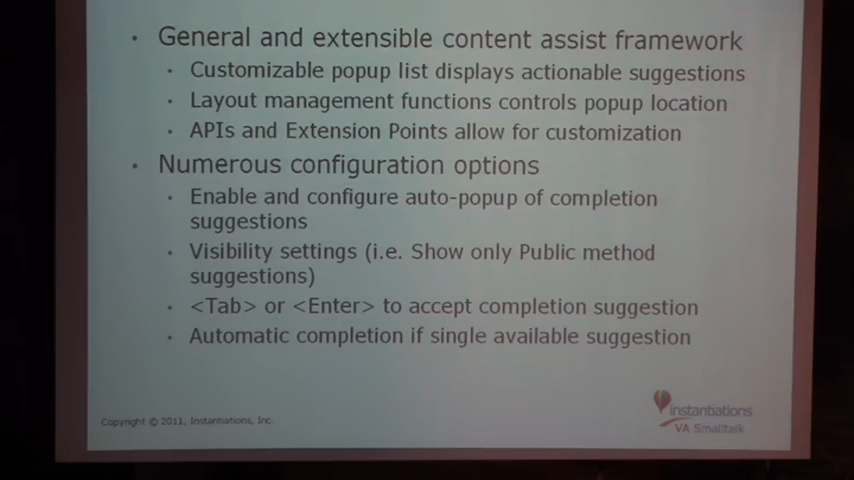 • General and extensible content assist framework
• Customizable popup list displays actionable suggestions
• Layout management functions controls popup location
• APIs and Extension Points allow for customization
• Numerous configuration options
• Enable and configure auto-popup of completion
suggestions
• Visibility settings (i.e. Show only Public method
suggestions)
• <Tab> or <Enter> to accept completion suggestion
• Automatic completion if single available suggestion
Copyright © 2011, Instantiations, Inc.
instantiations
VA Smalltalk